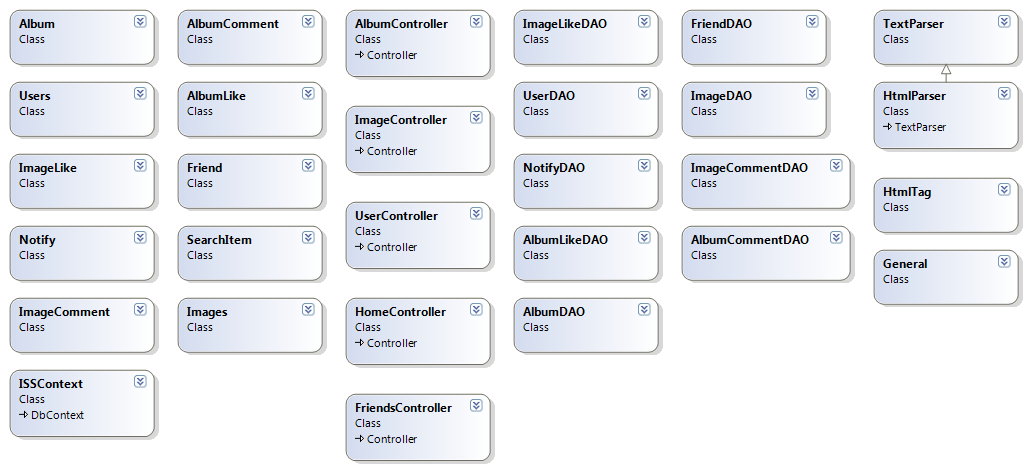 Album
Class
Users
Class
ImageLike
Class
Notify
Class
ImageComment
Class
ISSContext
Class
DbContext
AlbumComment
Class
AlbumLike
Class
Friend
Class
SearchItem
Class
Images
Class
AlbumController
Class
Controller
ImageController
Class
Controller
UserController
Class
Controller
HomeController
Class
Controller
FriendsController
Class
Controller
ImageLikeDAO
Class
UserDAO
Class
NotifyDAO
Class
AlbumLikeDAO
Class
AlbumDAO
Class
FriendDAO
Class
ImageDAO
Class
ImageCommentDAO
Class
AlbumCommentDAO
Class
TextParser
Class
HtmlParser
Class
TextParser
HtmlTag
Class
General
Class